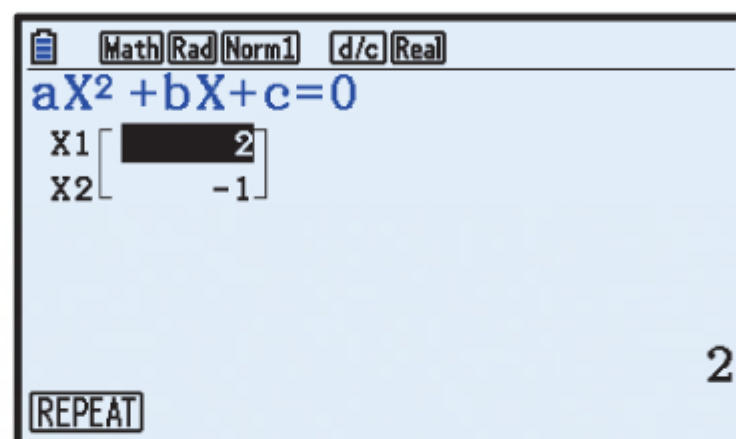 Math Rad Norm1 d/c Real
aX² +bX+c=0
X1 2
X2 -1
2
REPEAT